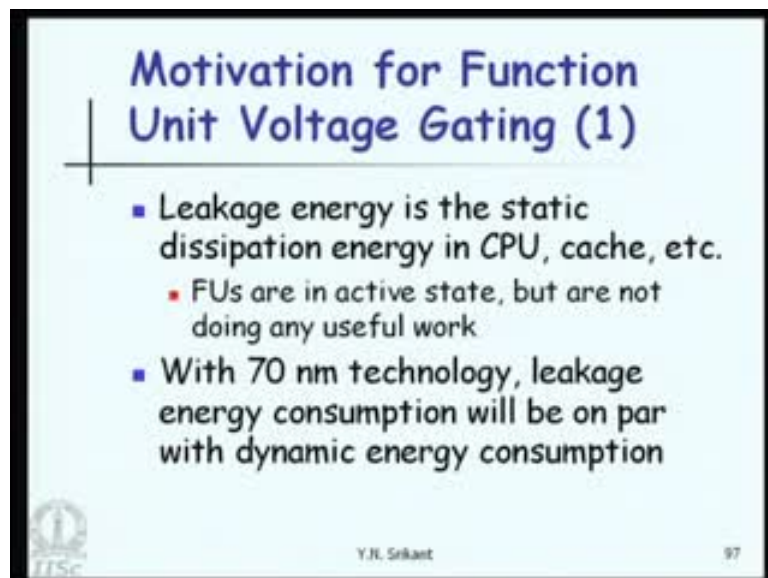 Motivation for Function
Unit Voltage Gating (1)
Leakage energy is the static
dissipation energy in CPU, cache, etc.
FUs are in active state, but are not
doing any useful work
With 70 nm technology, leakage
energy consumption will be on par
with dynamic energy consumption
IISc
Y.N. Srikant
97